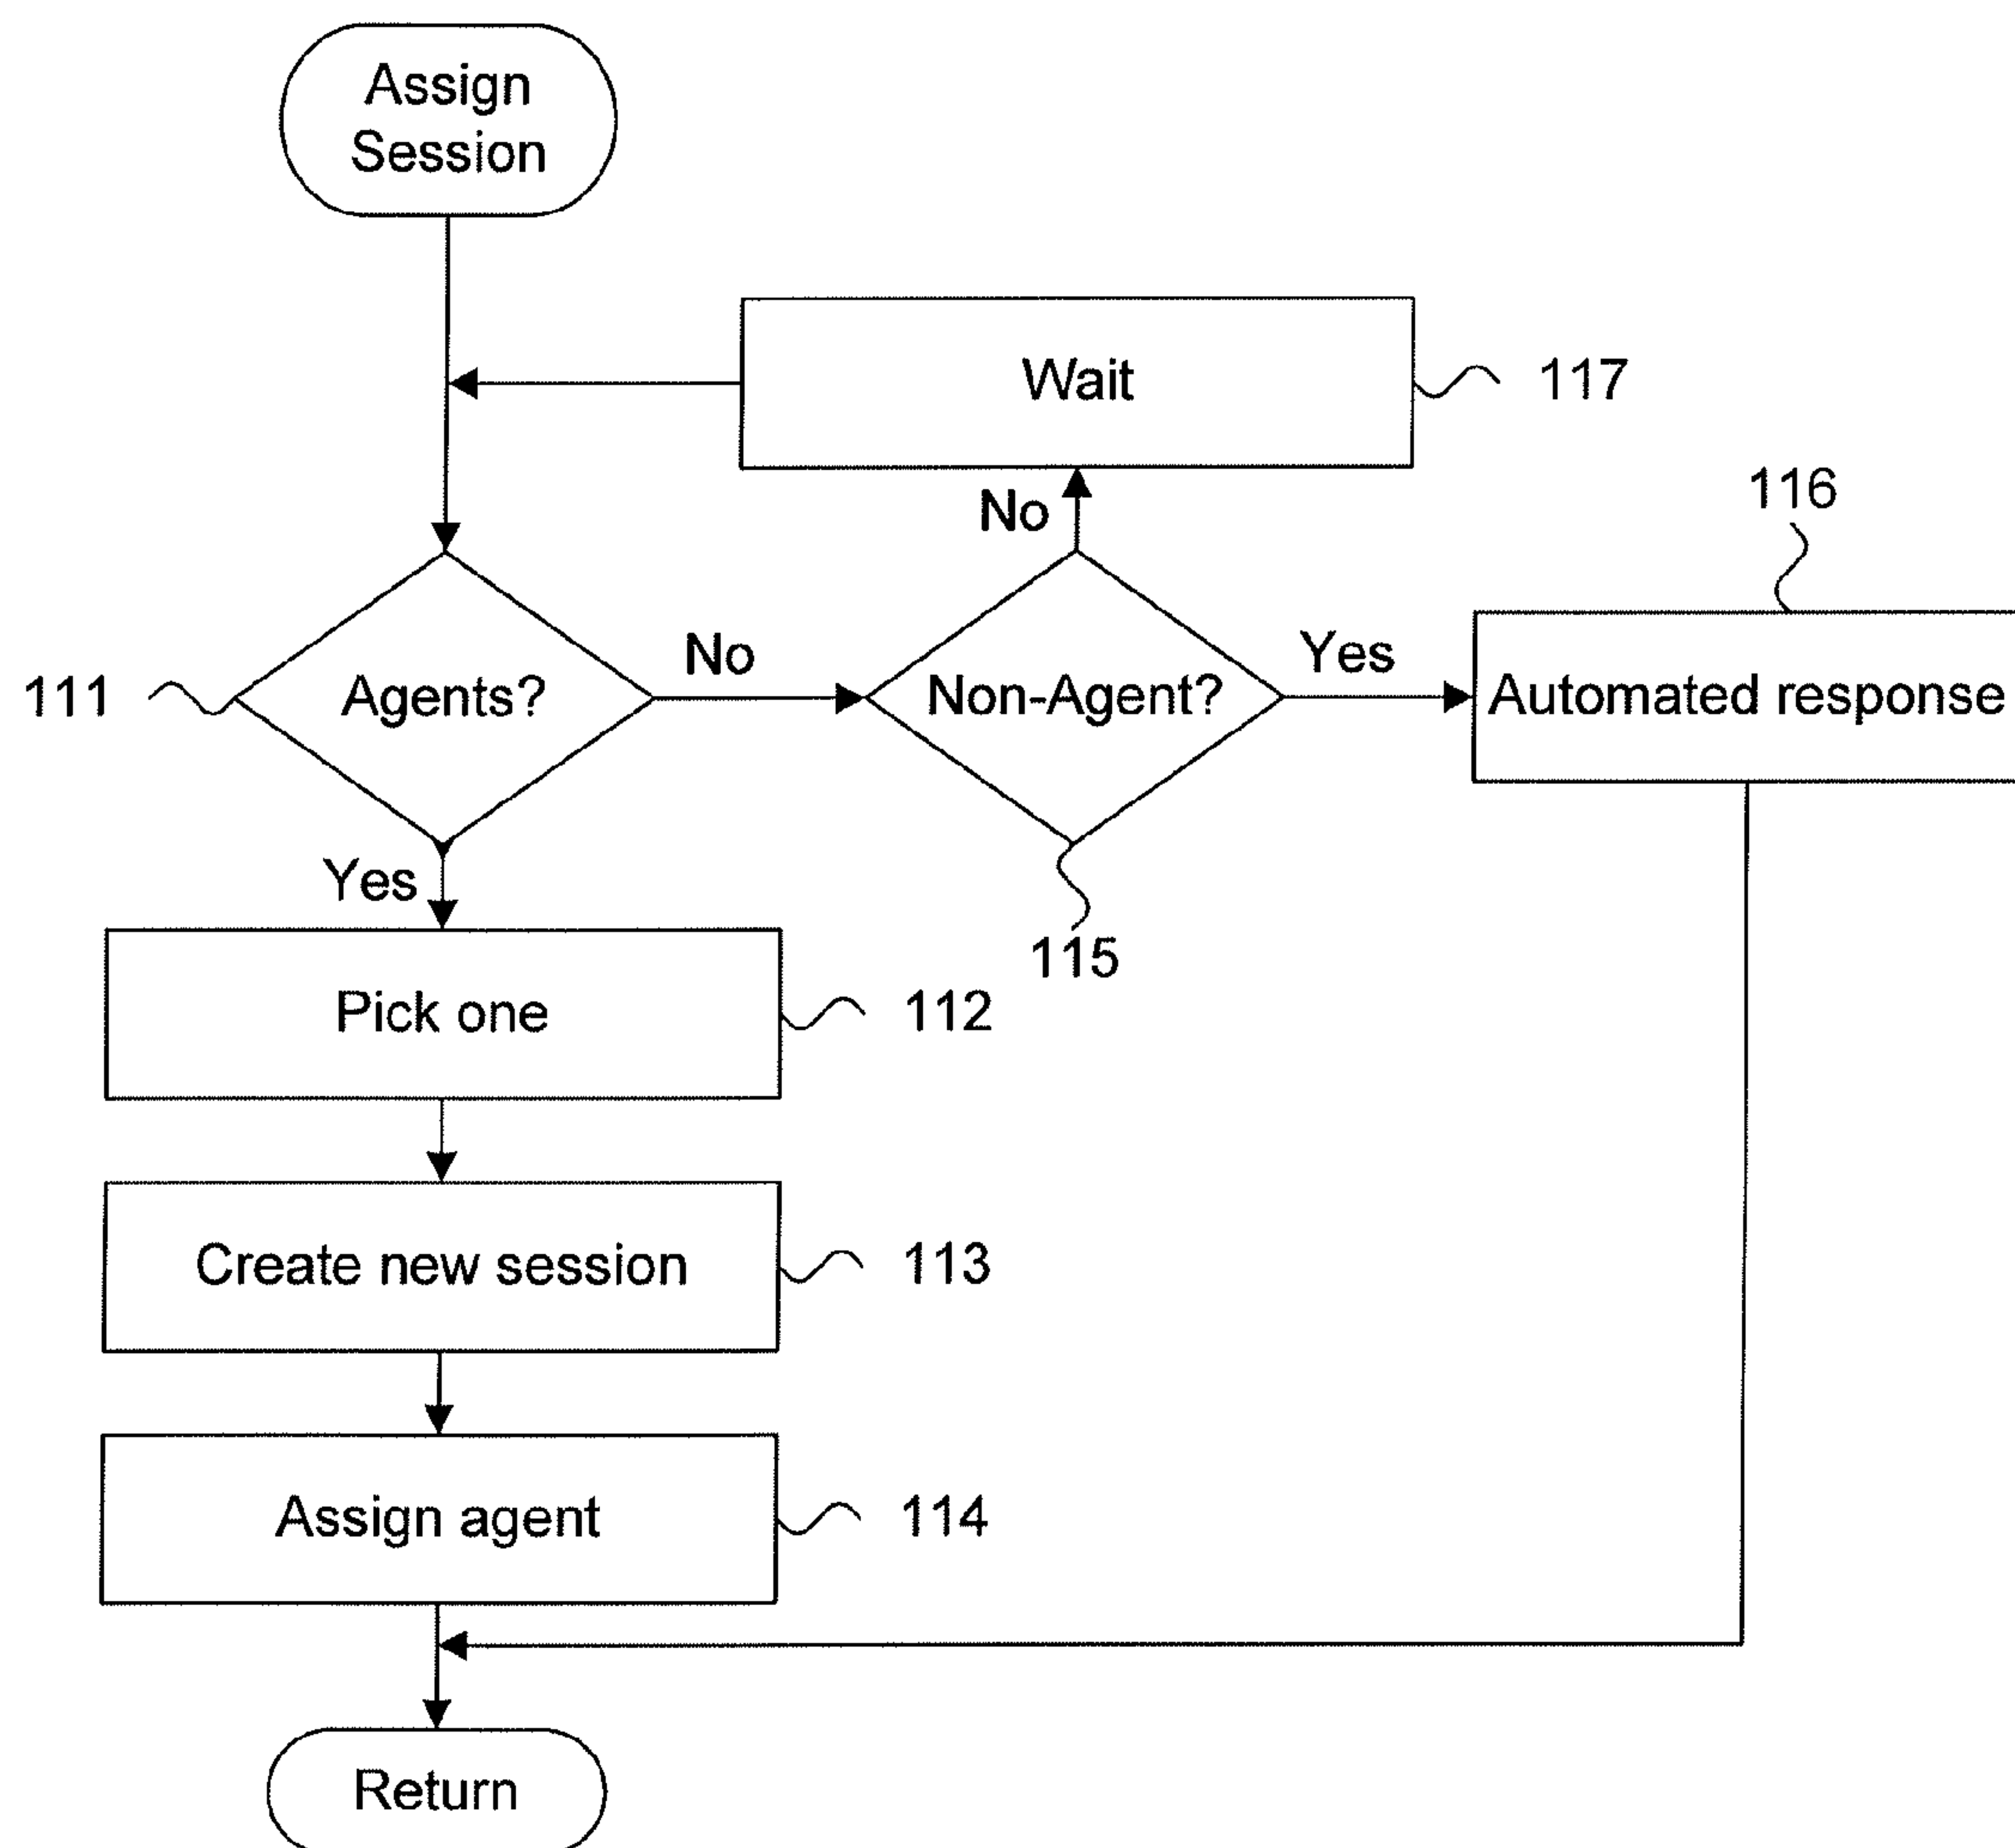 Assign
Session
Wait
117
No
116
111
Agents?
No
Non-Agent?
Yes
Automated response
Yes
115
Pick one
112
Create new session
113
Assign agent
114
Return